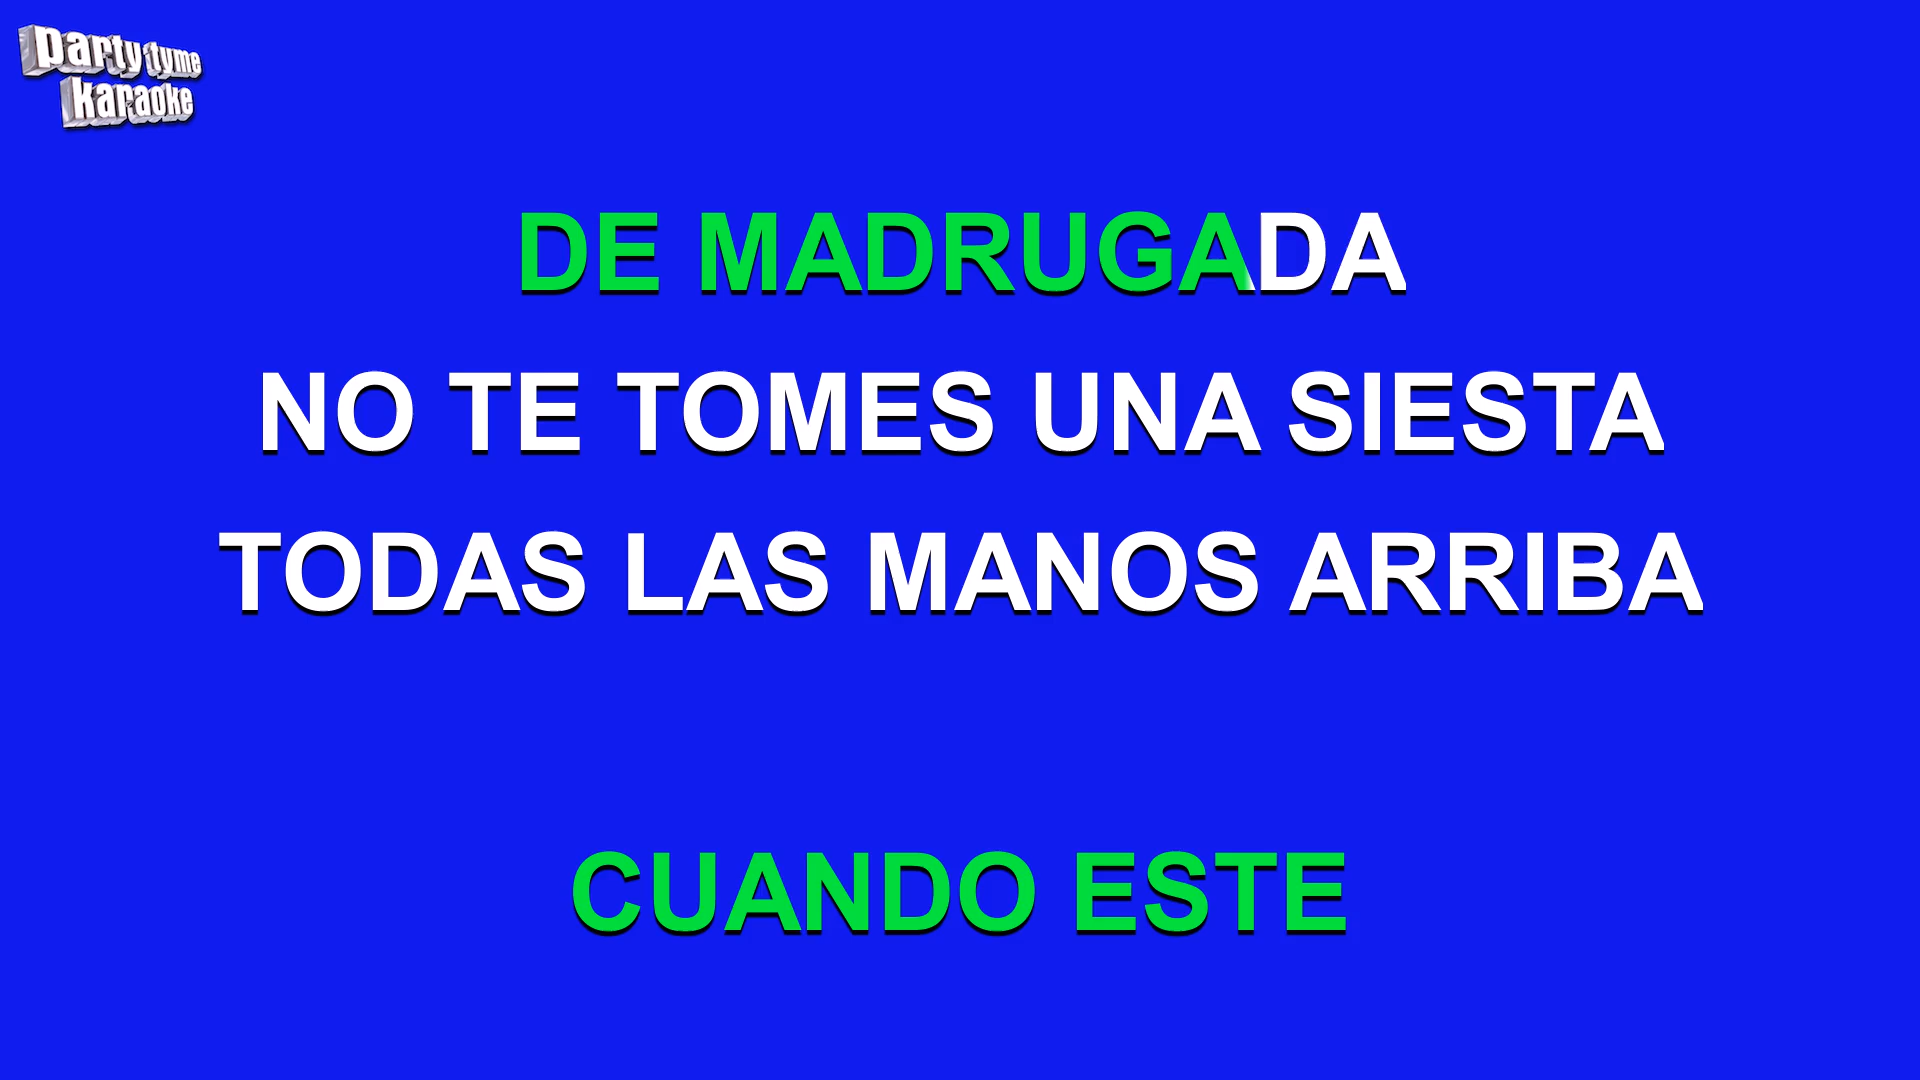 party tyme
karaoke
DE MADRUGADA
NO TE TOMES UNA SIESTA
TODAS LAS MANOS ARRIBA
CUANDO ESTE